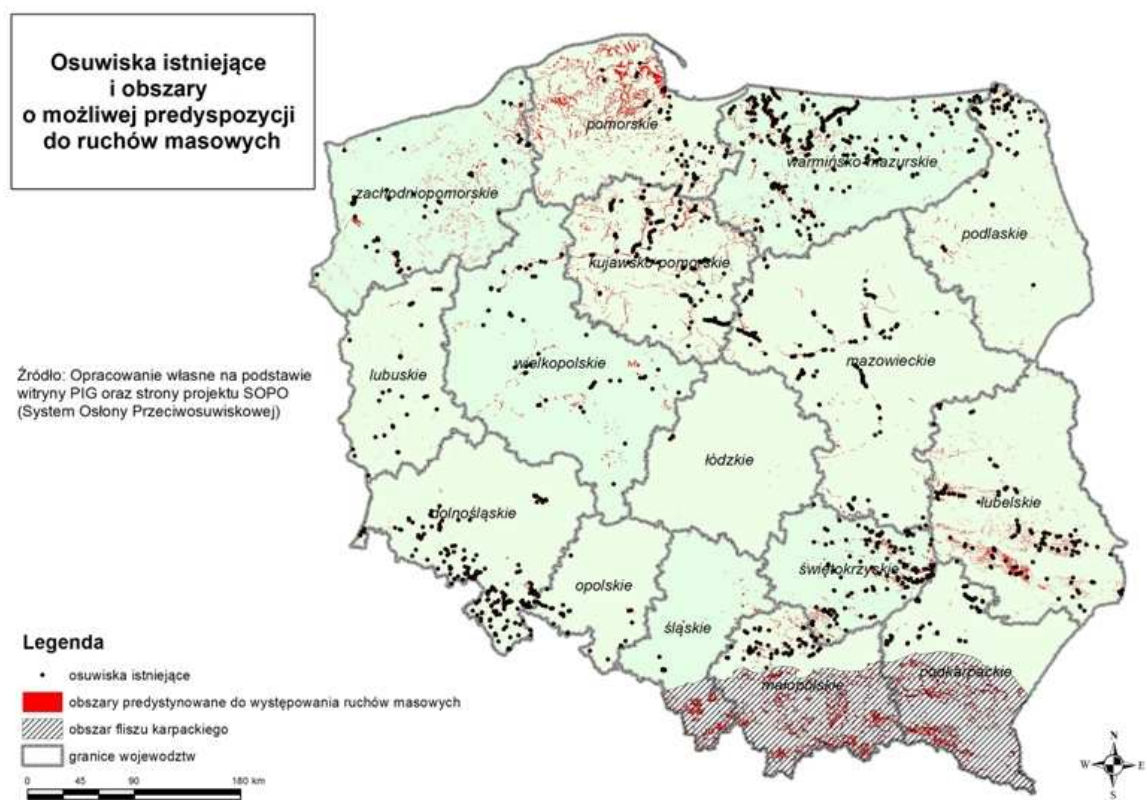 Osuwiska istniejące
i obszary
o możliwej predyspozycji
do ruchów masowych
pomorskie
warmińsko-mazurskie
zachodniopomorskie
podlaskie
kujawsko-pomorskie
mazowieckie
wielkopolskie
lubuskie
Źródło: Opracowanie własne na podstawie
witryny PIG oraz strony projektu SOPO
(System Osłony Przeciwosuwiskowej)
łódzkie
lubelskie
dolnośląskie
świętokrzyskie
opolskie
śląskie
podkarpackie
małopolskie
Legenda
osuwiska istniejące
obszary predystynowane do występowania ruchów masowych
obszar fliszu karpackiego
granice wojewodztw
0 45 90 180 km
N
W E
S